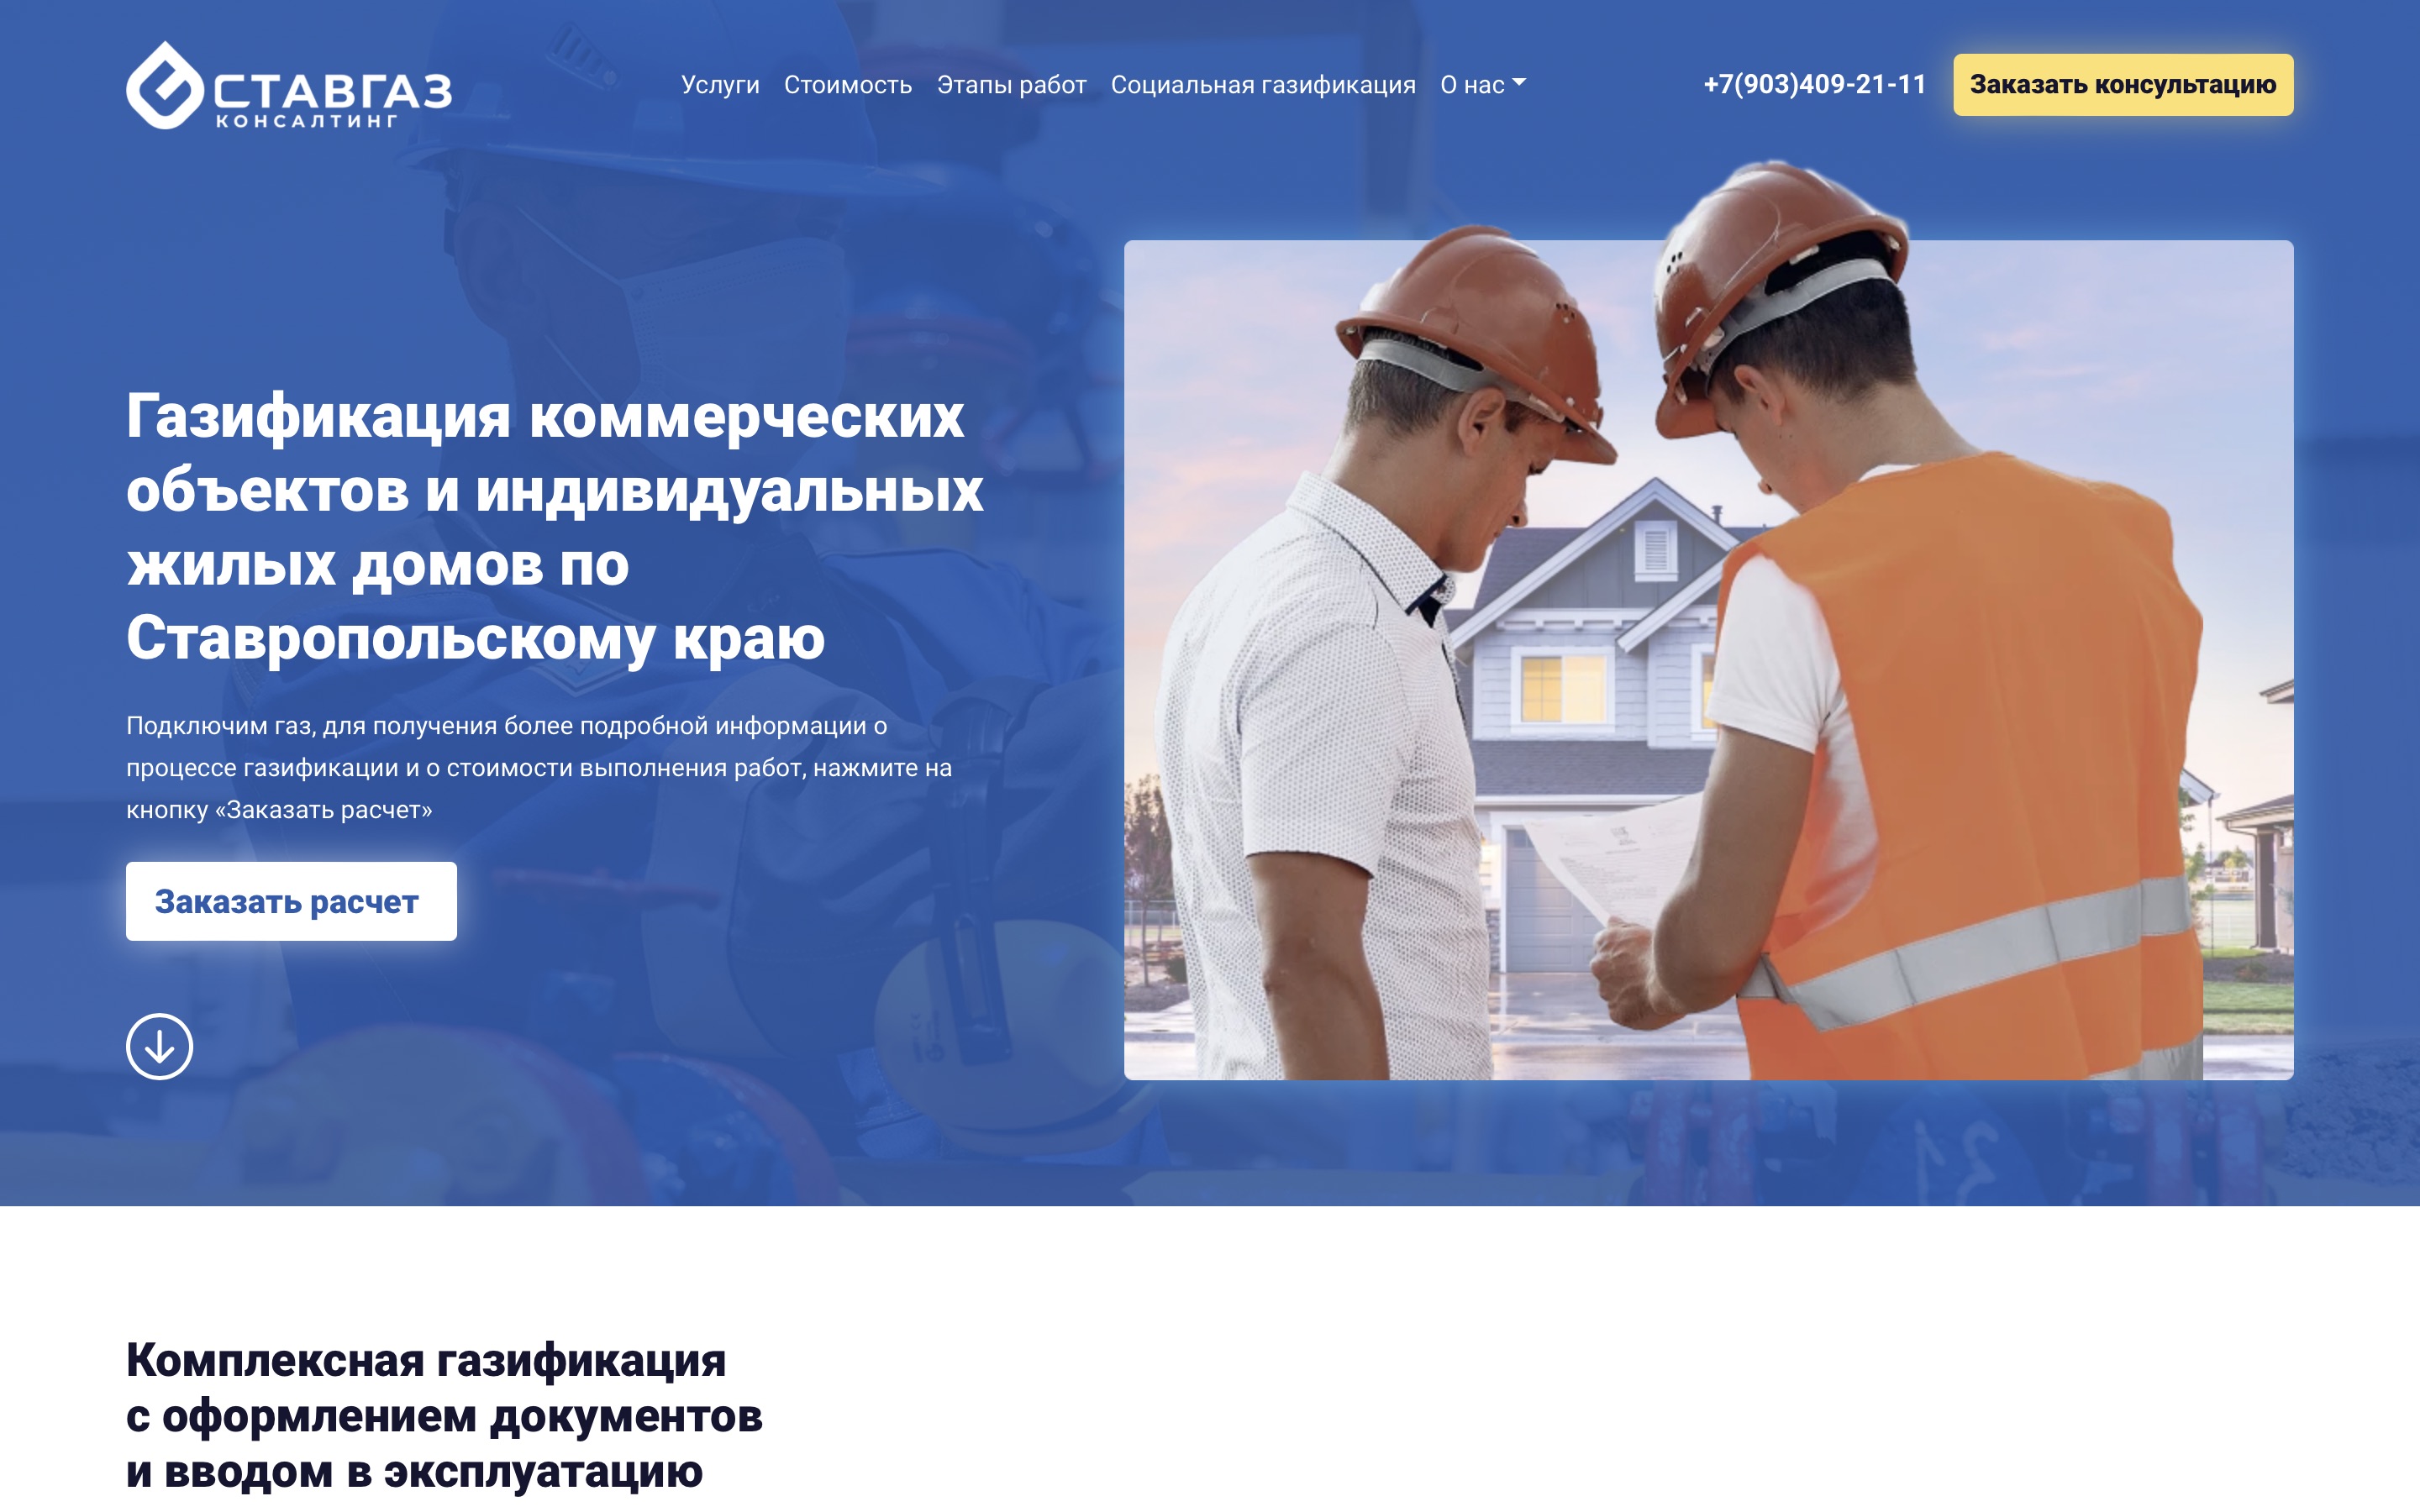 СТАВГАЗ
КОНСАЛТИНГ
Услуги Стоимость Этапы работ Социальная газификация О нас
+7(903)409-21-11
Заказать консультацию
Газификация коммерческих
объектов и индивидуальных
жилых домов по
Ставропольскому краю
Подключим газ, для получения более подробной информации о
процессе газификации и о стоимости выполнения работ, нажмите на
кнопку «Заказать расчет»
Заказать расчет
Комплексная газификация
с оформлением документов
и вводом в эксплуатацию